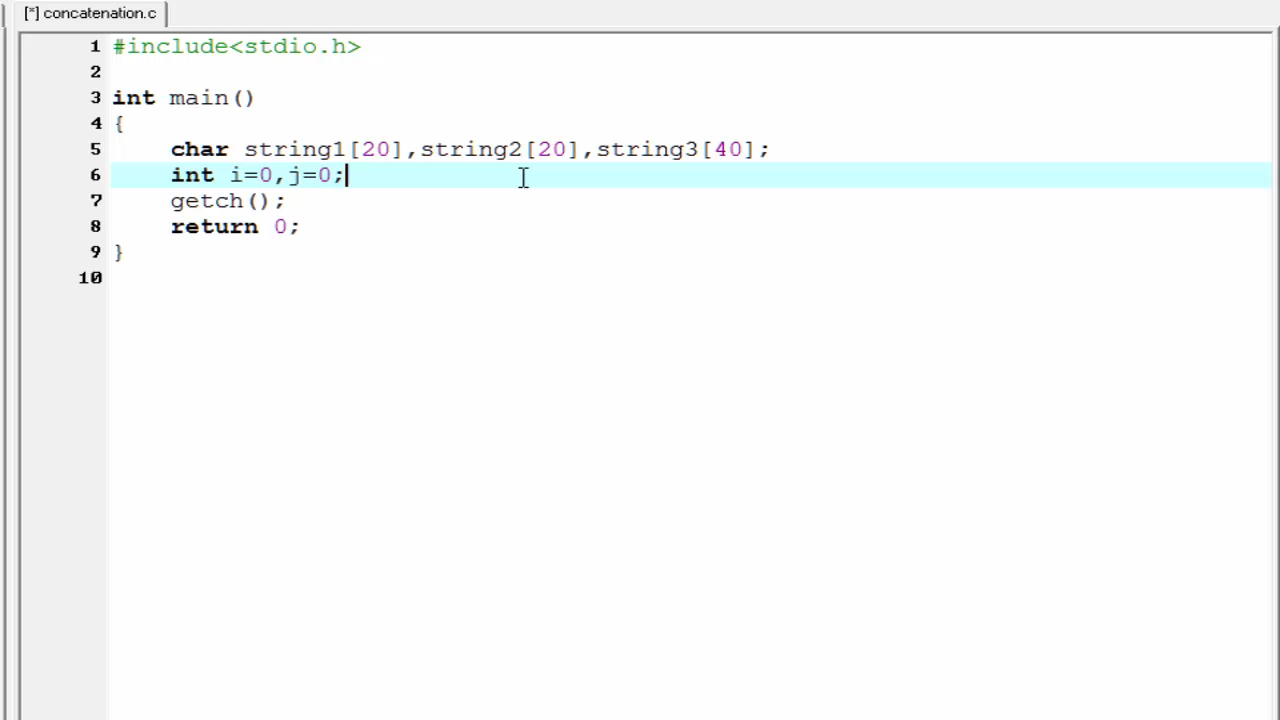 [*] concatenation.c
1 #include<stdio.h>
2
3 int main()
4 {
5 char string1[20],string2[20],string3[40];
6 int i=0,j=0;
7 getch();
8 return 0;
9 }
10